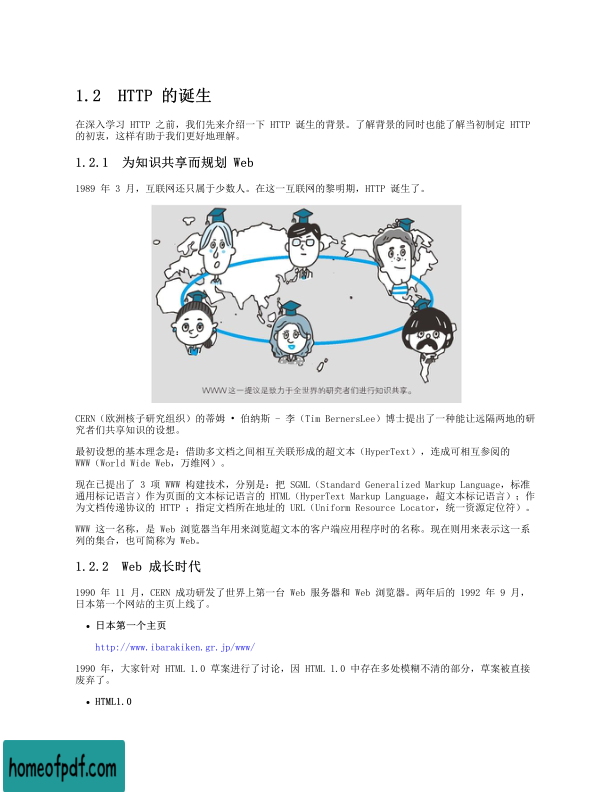 1.2 HTTP 的诞生
在深入学习 HTTP 之前，我们先来介绍一下 HTTP 诞生的背景。了解背景的同时也能了解当初制定 HTTP
的初衷，这样有助于我们更好地理解。
1.2.1 为知识共享而规划 Web
1989 年 3 月，互联网还只属于少数人。在这一互联网的黎明期，HTTP 诞生了。
WWW这一提议是致力于全世界的研究者们进行知识共享。
CERN（欧洲核子研究组织）的蒂姆 • 伯纳斯 - 李（Tim BernersLee）博士提出了一种能让远隔两地的研
究者们共享知识的设想。
最初设想的基本理念是：借助多文档之间相互关联形成的超文本（HyperText），连成可相互参阅的
WWW（World Wide Web，万维网）。
现在已提出了 3 项 WWW 构建技术，分别是：把 SGML（Standard Generalized Markup Language，标准
通用标记语言）作为页面的文本标记语言的 HTML（HyperText Markup Language，超文本标记语言）；作
为文档传递协议的 HTTP ；指定文档所在地址的 URL（Uniform Resource Locator，统一资源定位符）。
WWW 这一名称，是 Web 浏览器当年用来浏览超文本的客户端应用程序时的名称。现在则用来表示这一系
列的集合，也可简称为 Web。
1.2.2 Web 成长时代
1990 年 11 月，CERN 成功研发了世界上第一台 Web 服务器和 Web 浏览器。两年后的 1992 年 9 月，
日本第一个网站的主页上线了。
• 日本第一个主页
http://www.ibarakiken.gr.jp/www/
1990 年，大家针对 HTML 1.0 草案进行了讨论，因 HTML 1.0 中存在多处模糊不清的部分，草案被直接
废弃了。
• HTML1.0
homeofpdf.com